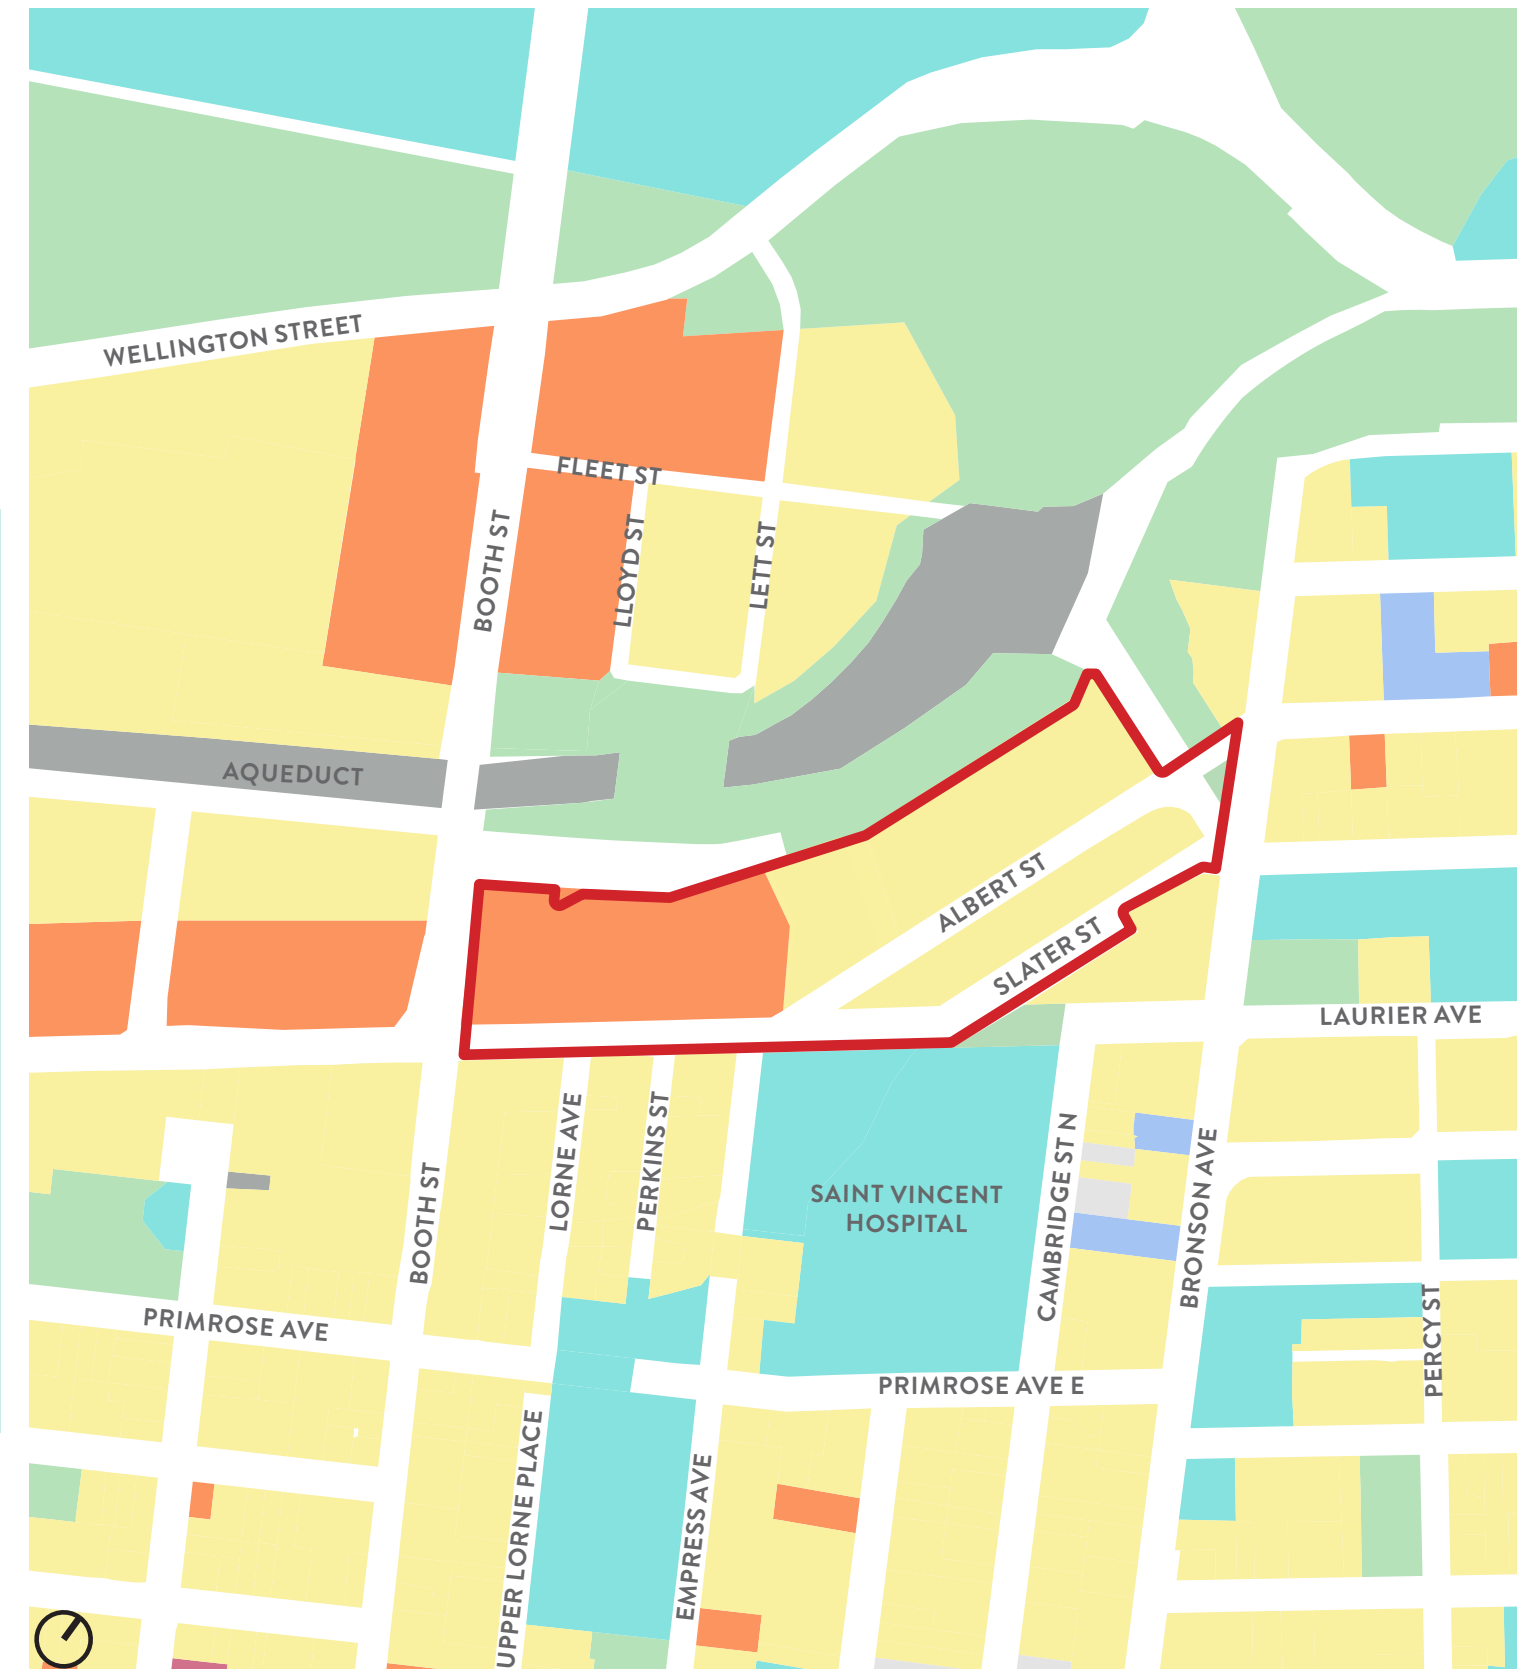 WELLINGTON STREET
FLEET ST
BOOTH ST
LLOYD ST
LETT ST
AQUEDUCT
ALBERT ST
SLATER ST
LAURIER AVE
LORNE AVE
PERKINS ST
CAMBRIDGE ST N
BRONSON AVE
SAINT VINCENT
HOSPITAL
BOOTH ST
PRIMROSE AVE
PERCY ST
PRIMROSE AVE E
UPPER LORNE PLACE
EMPRESS AVE